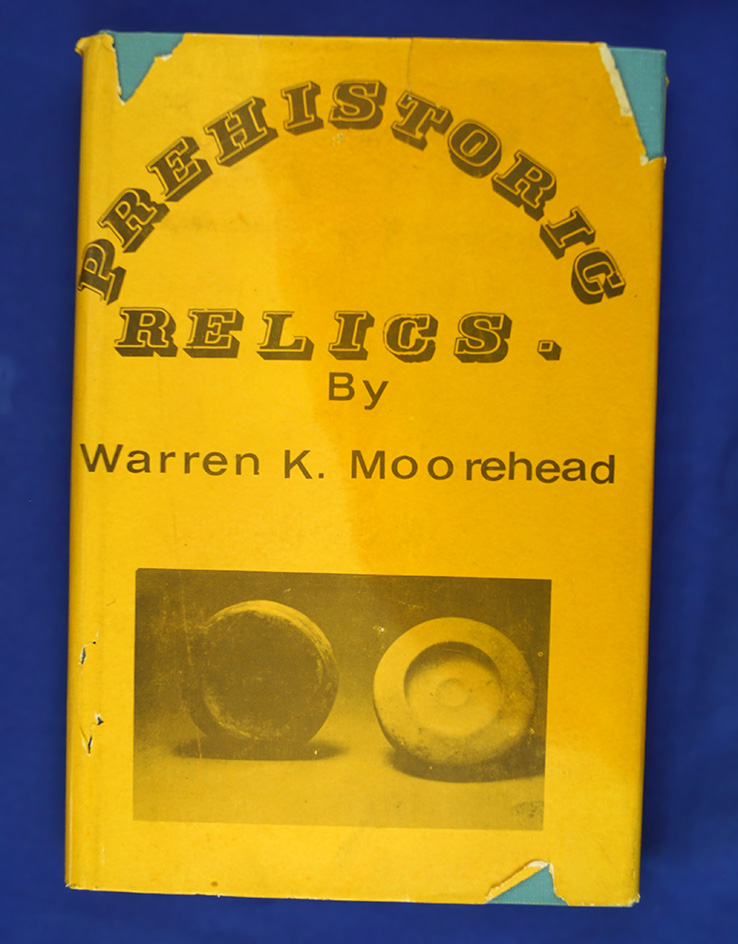 PREHISTORIC
RELICS.
By
Warren K. Moorehead